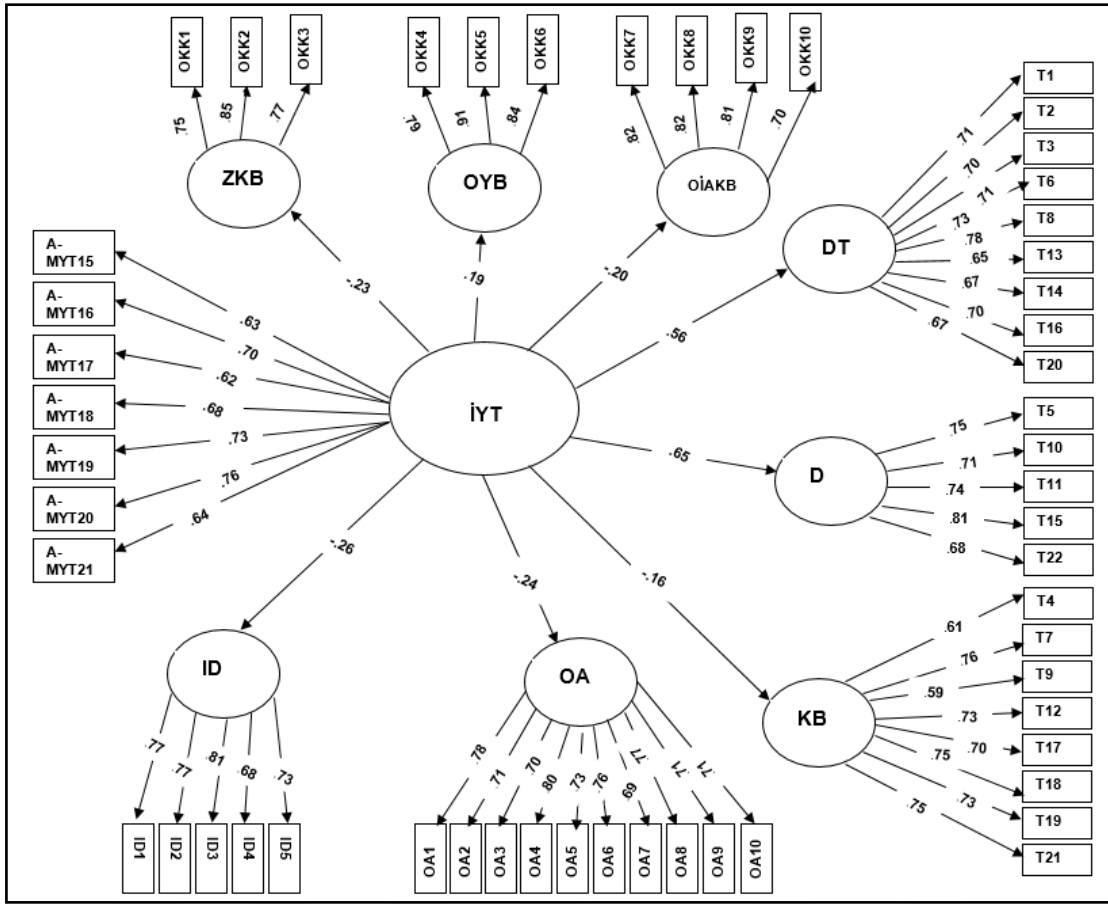 OKK1
OKK2
OKK3
OKK4
OKK5
OKK6
OKK7
OKK8
OKK9
OKK10
.75
.85
.77
.79
.91
.84
.82
.82
.81
.70
ZKB
OYB
OİAKB
-.23
.19
-.20
A-
MYT15
A-
MYT16
A-
MYT17
A-
MYT18
A-
MYT19
A-
MYT20
A-
MYT21
.63
.70
.62
.68
.73
.76
.64
İYT
.56
DT
.71
.70
.71
.73
.78
.65
.67
.70
.67
T1
T2
T3
T6
T8
T13
T14
T16
T20
.65
D
.75
.71
.74
.81
.68
T5
T10
T11
T15
T22
-.26
-.24
-.16
KB
.61
.76
.59
.73
.70
.75
.73
.75
T4
T7
T9
T12
T17
T18
T19
T21
ID
.77
.77
.81
.68
.73
ID1
ID2
ID3
ID4
ID5
OA
.78
.71
.70
.80
.73
.76
.69
.77
.71
.71
OA1
OA2
OA3
OA4
OA5
OA6
OA7
OA8
OA9
OA10